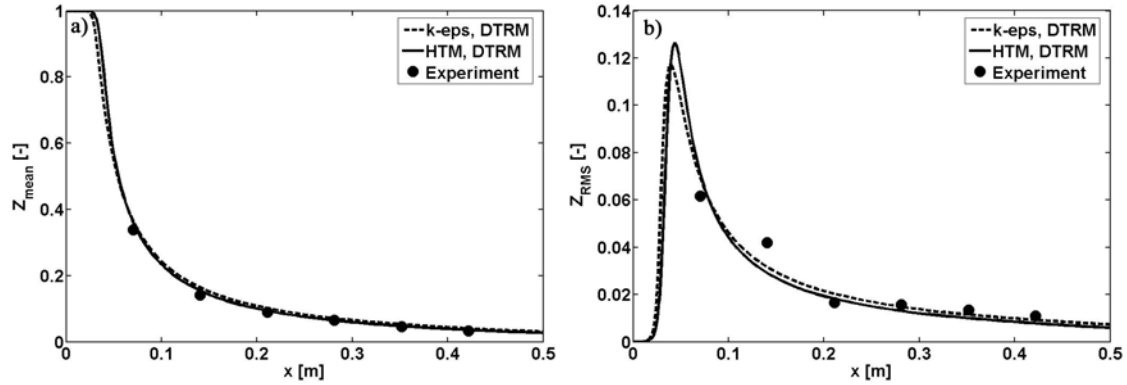 a)
k-eps, DTRM
HTM, DTRM
Experiment
1
0.8
0.6
0.4
0.2
0
Z_mean [-]
0 0.1 0.2 0.3 0.4 0.5
x [m]
b)
k-eps, DTRM
HTM, DTRM
Experiment
0.14
0.12
0.10
0.08
0.06
0.04
0.02
0
Z_RMS [-]
0 0.1 0.2 0.3 0.4 0.5
x [m]